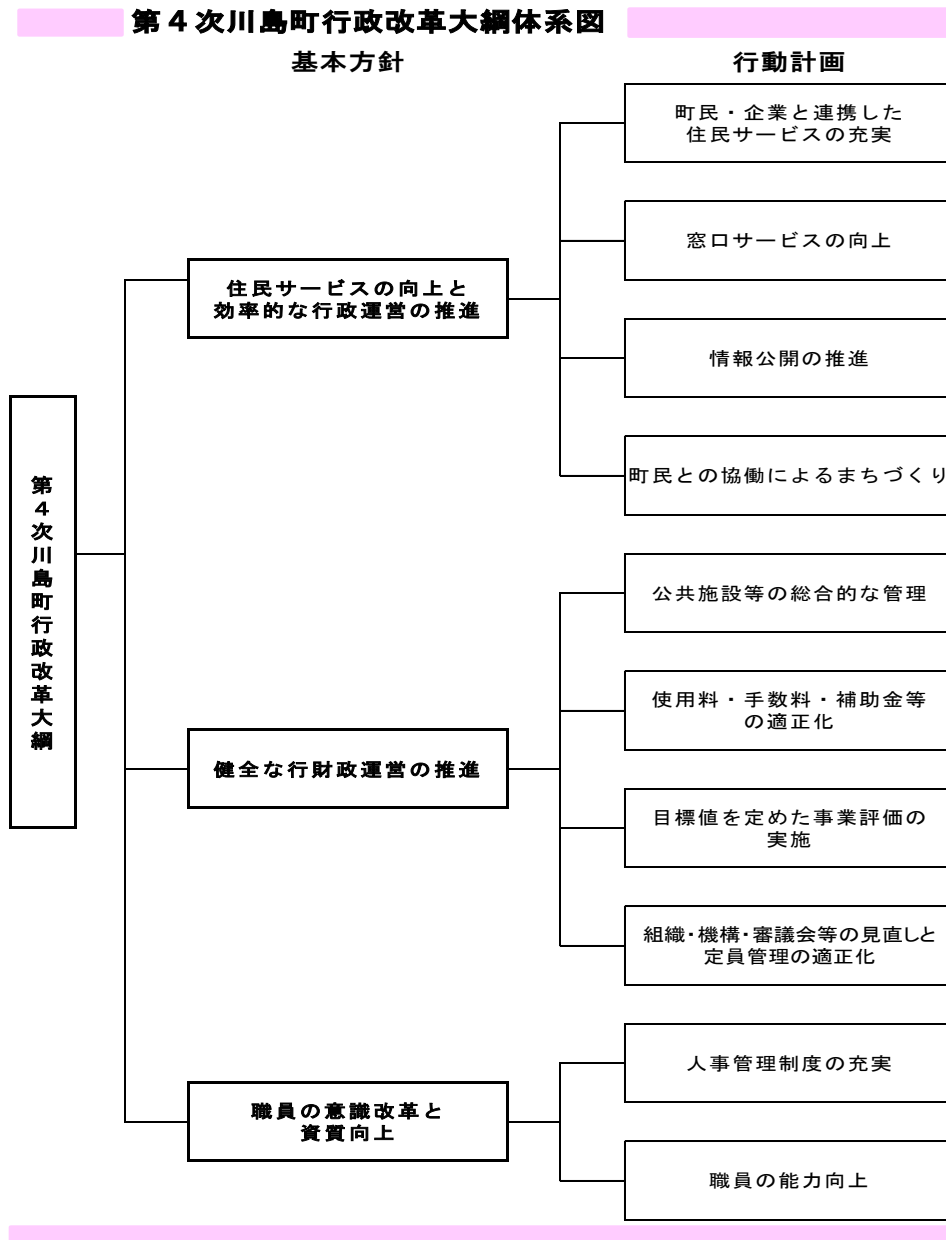 第４次川島町行政改革大綱体系図
基本方針
行動計画
町民・企業と連携した
住民サービスの充実
窓口サービスの向上
住民サービスの向上と
効率的な行政運営の推進
情報公開の推進
町民との協働によるまちづくり
第４次川島町行政改革大綱
公共施設等の総合的な管理
使用料・手数料・補助金等
の適正化
健全な行財政運営の推進
目標値を定めた事業評価の
実施
組織・機構・審議会等の見直しと
定員管理の適正化
人事管理制度の充実
職員の意識改革と
資質向上
職員の能力向上